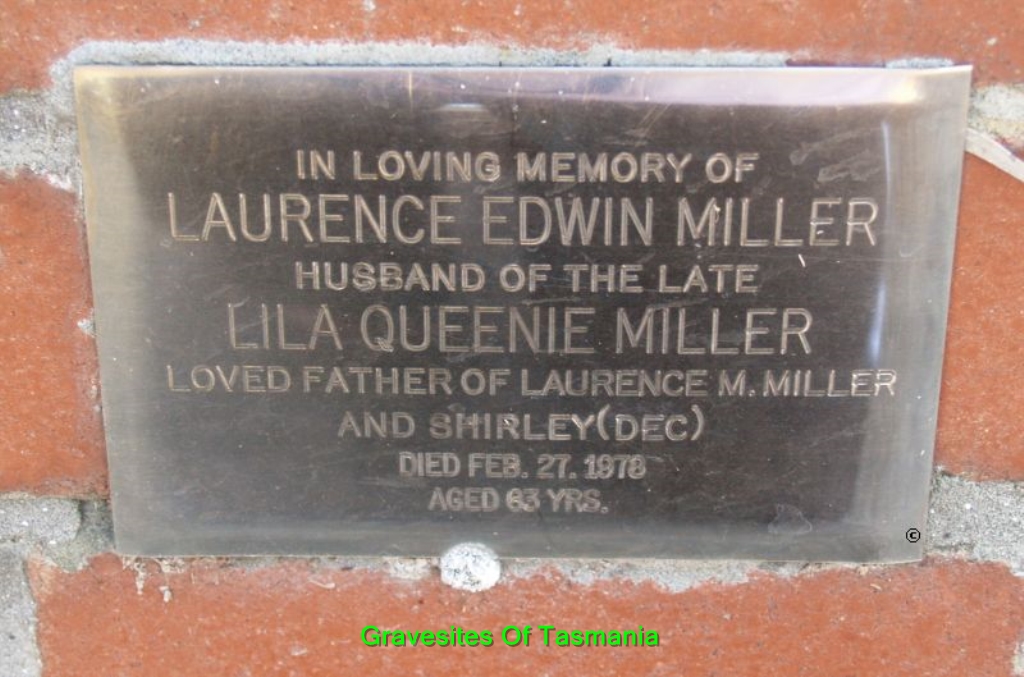 IN LOVING MEMORY OF
LAURENCE EDWIN MILLER
HUSBAND OF THE LATE
LILA QUEENIE MILLER
LOVED FATHER OF LAURENCE M. MILLER
AND SHIRLEY (DEC)
DIED FEB. 27. 1978
AGED 63 YRS.
©
Gravesites Of Tasmania